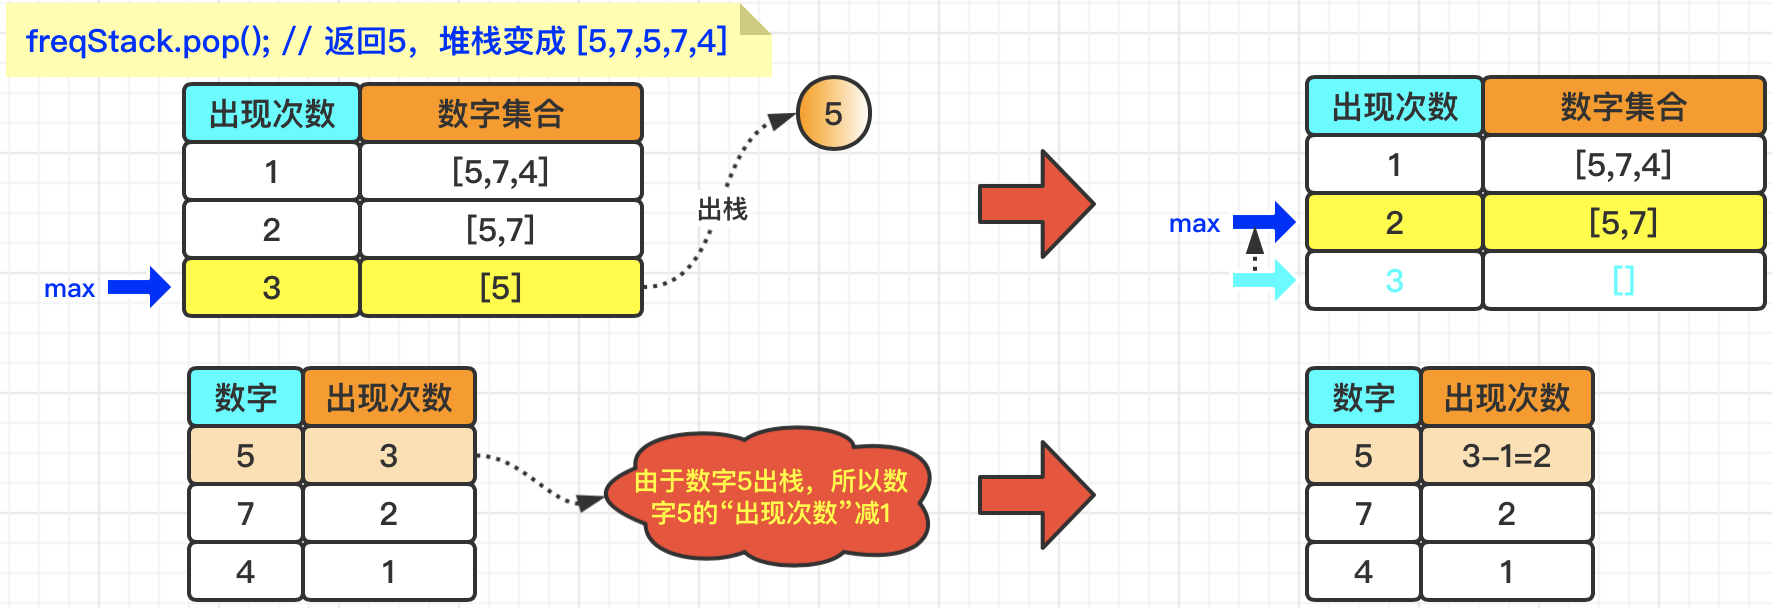 freqStack.pop(); // 返回5，堆栈变成 [5,7,5,7,4]
出现次数 数字集合
1 [5,7,4]
2 [5,7]
max 3 [5]
出栈
5
出现次数 数字集合
1 [5,7,4]
max 2 [5,7]
3 []
数字 出现次数
5 3
7 2
4 1
由于数字5出栈，所以数
字5的“出现次数”减1
数字 出现次数
5 3-1=2
7 2
4 1